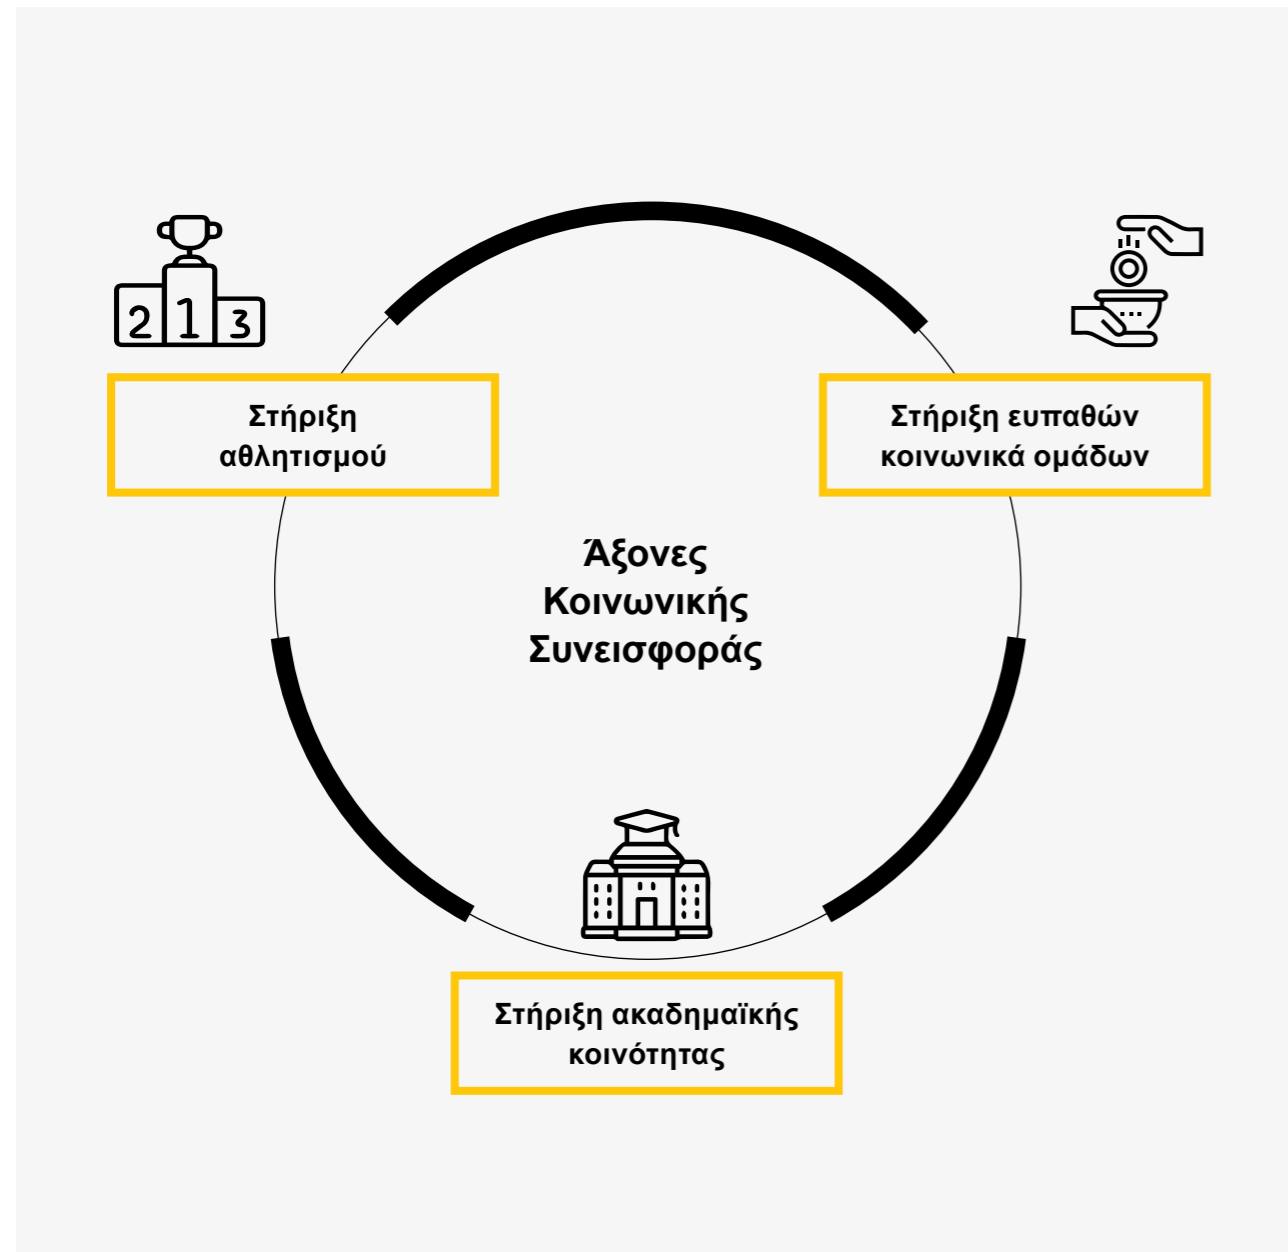 2 1 3
Στήριξη
αθλητισμού
Στήριξη ευπαθών
κοινωνικά ομάδων
Άξονες
Κοινωνικής
Συνεισφοράς
Στήριξη ακαδημαϊκής
κοινότητας